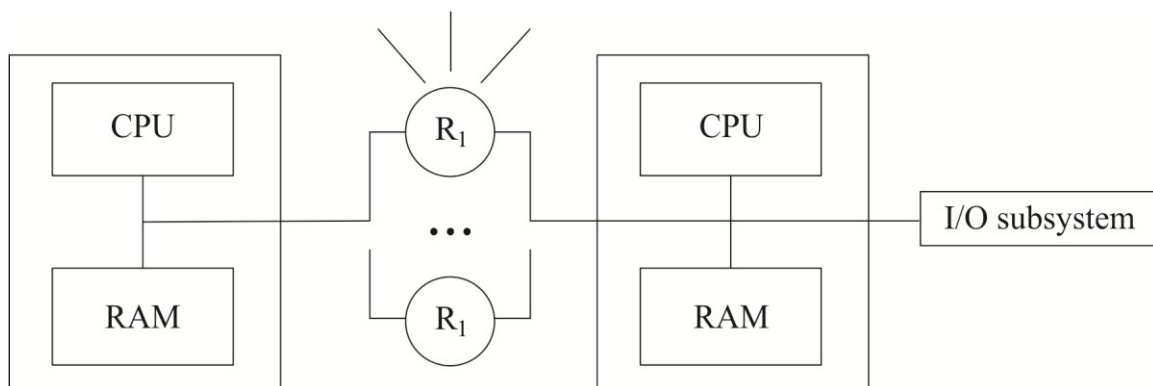 CPU
RAM
R₁
...
R₁
CPU
RAM
I/O subsystem